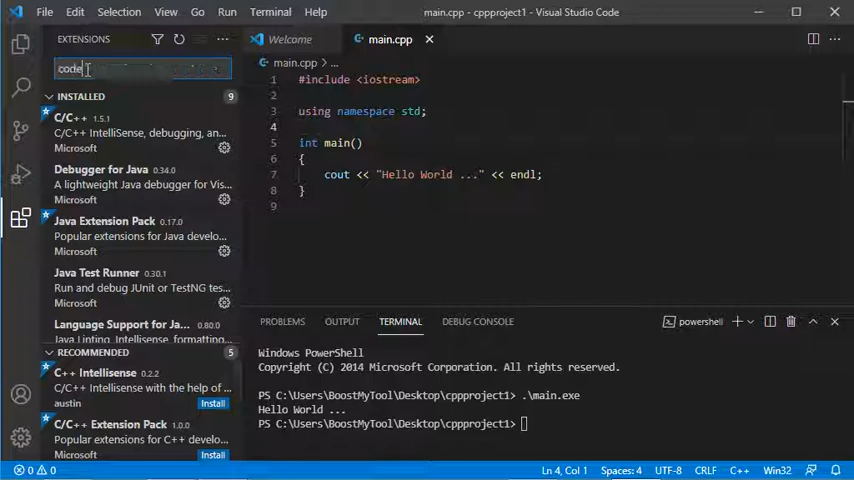 File Edit Selection View Go Run Terminal Help
main.cpp - cppproject1 - Visual Studio Code
EXTENSIONS
code
INSTALLED 9
C/C++ 1.5.1
C/C++ IntelliSense, debugging, an...
Microsoft
Debugger for Java 0.34.0
A lightweight Java debugger for Vis...
Microsoft
Java Extension Pack 0.17.0
Popular extensions for Java develo...
Microsoft
Java Test Runner 0.30.1
Run and debug JUnit or TestNG tes...
Microsoft
Language Support for Ja... 0.80.0
Java Linting, Intellisense, formatting,
RECOMMENDED 5
C++ Intellisense 0.2.2
C/C++ Intellisense with the help of ...
austin Install
C/C++ Extension Pack 1.0.0
Popular extensions for C++ develo...
Microsoft Install
Welcome main.cpp
main.cpp > ...
1 #include <iostream>
2
3 using namespace std;
4
5 int main()
6 {
7 cout << "Hello World ..." << endl;
8 }
9
PROBLEMS OUTPUT TERMINAL DEBUG CONSOLE
powershell
Windows PowerShell
Copyright (C) 2014 Microsoft Corporation. All rights reserved.
PS C:\Users\BoostMyTool\Desktop\cppproject1> .\main.exe
Hello World ...
PS C:\Users\BoostMyTool\Desktop\cppproject1>
0 0
Ln 4, Col 1 Spaces: 4 UTF-8 CRLF C++ Win32